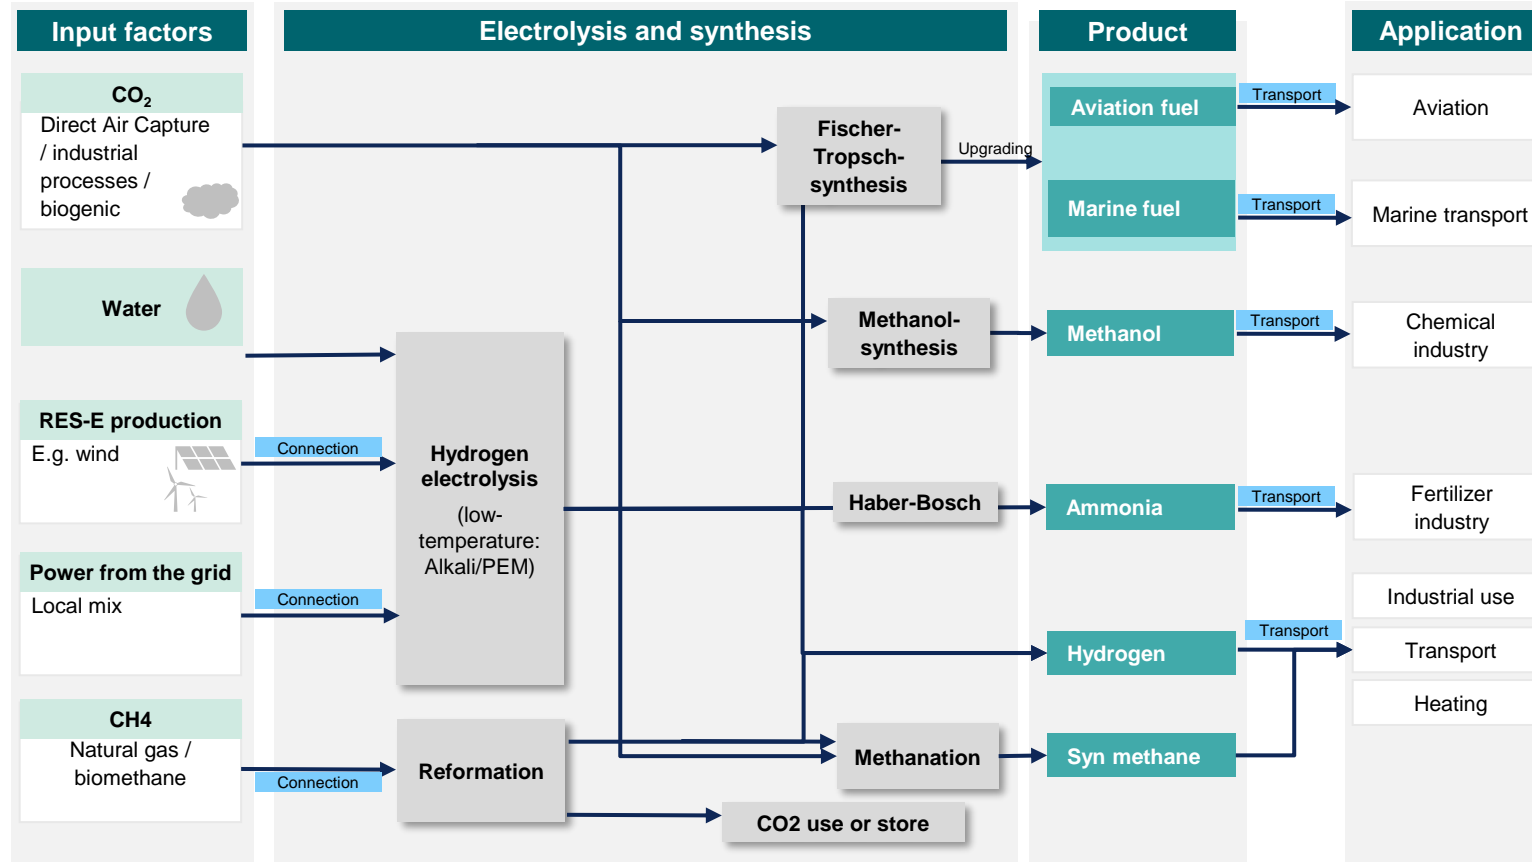 Input factors
Electrolysis and synthesis
Product
Application
CO₂
Direct Air Capture
/ industrial
processes /
biogenic
Water
RES-E production
E.g. wind
Power from the grid
Local mix
CH4
Natural gas /
biomethane
Connection
Connection
Connection
Hydrogen
electrolysis
(low-
temperature:
Alkali/PEM)
Reformation
Fischer-
Tropsch-
synthesis
Upgrading
Methanol-
synthesis
Haber-Bosch
Methanation
CO2 use or store
Aviation fuel
Marine fuel
Methanol
Ammonia
Hydrogen
Syn methane
Transport
Transport
Transport
Transport
Transport
Aviation
Marine transport
Chemical
industry
Fertilizer
industry
Industrial use
Transport
Heating